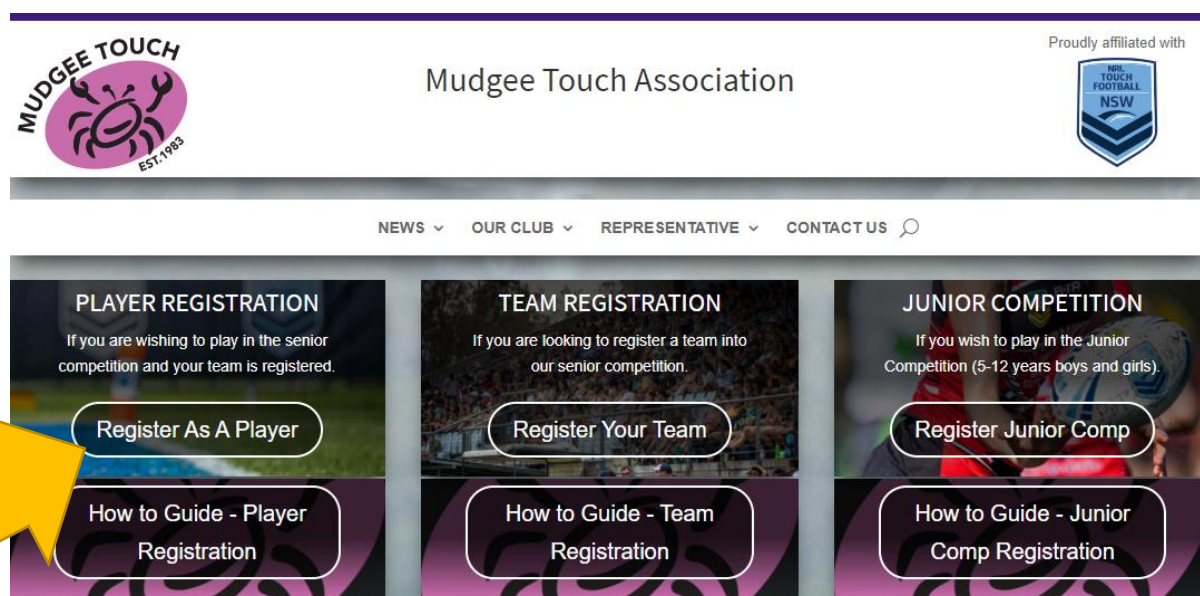 MUDGEE TOUCH
EST.1983
Mudgee Touch Association
Proudly affiliated with
NRL
TOUCH
FOOTBALL
NSW
NEWS OUR CLUB REPRESENTATIVE CONTACT US
PLAYER REGISTRATION
If you are wishing to play in the senior
competition and your team is registered.
Register As A Player
How to Guide - Player
Registration
TEAM REGISTRATION
If you are looking to register a team into
our senior competition.
Register Your Team
How to Guide - Team
Registration
JUNIOR COMPETITION
If you wish to play in the Junior
Competition (5-12 years boys and girls).
Register Junior Comp
How to Guide - Junior
Comp Registration